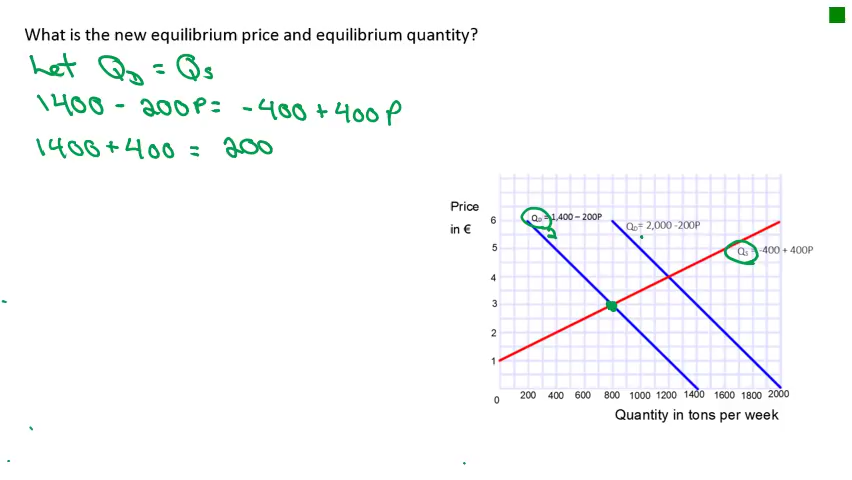 What is the new equilibrium price and equilibrium quantity?
Let QD = QS
1400 - 200P = -400 + 400P
1400 + 400 = 200
Price
in €
QD = 1,400 – 200P
QD= 2,000 -200P
QS = -400 + 400P
6
5
4
3
2
1
0 200 400 600 800 1000 1200 1400 1600 1800 2000
Quantity in tons per week